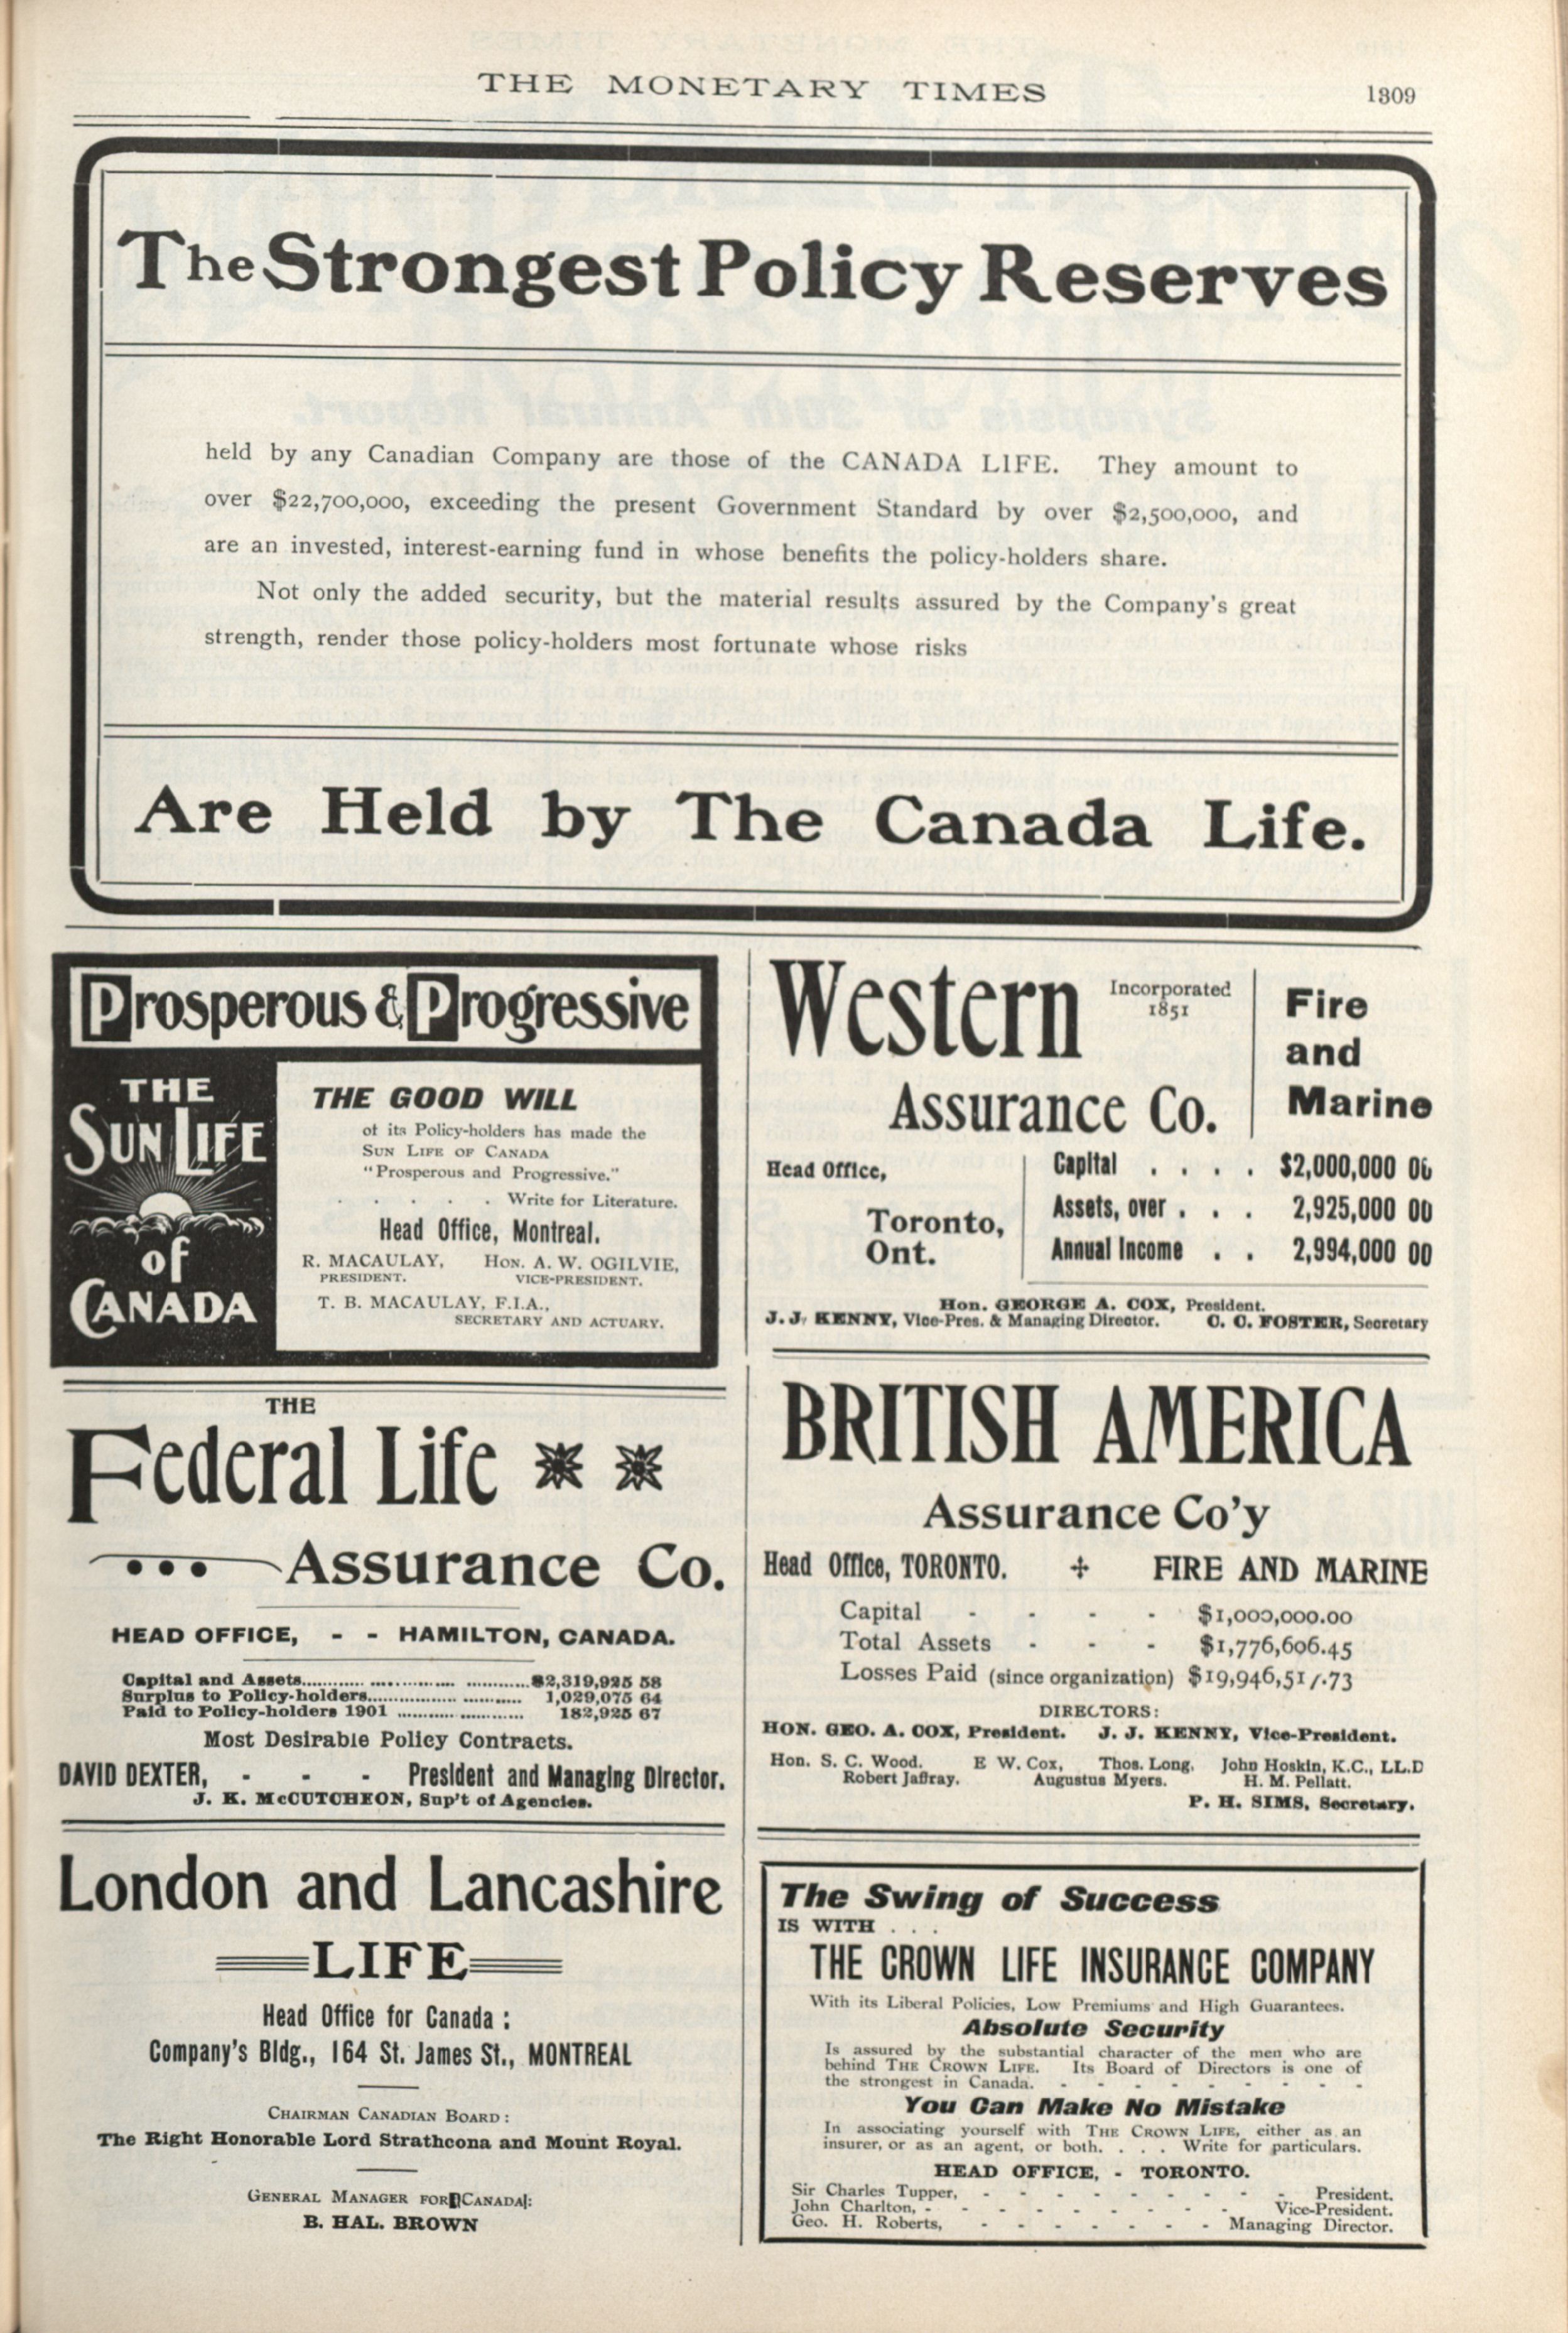 THE MONETARY TIMES 1309
The Strongest Policy Reserves
held by any Canadian Company are those of the CANADA LIFE. They amount to
over $22,700,000, exceeding the present Government Standard by over $2,500,000, and
are an invested, interest-earning fund in whose benefits the policy-holders share.
Not only the added security, but the material results assured by the Company's great
strength, render those policy-holders most fortunate whose risks
Are Held by The Canada Life.
Prosperous & Progressive
THE
SUN LIFE
of
CANADA
THE GOOD WILL
of its Policy-holders has made the
SUN LIFE OF CANADA
"Prosperous and Progressive."
. . . . . Write for Literature.
Head Office, Montreal.
R. MACAULAY, HON. A. W. OGILVIE,
PRESIDENT. VICE-PRESIDENT.
T. B. MACAULAY, F.I.A.,
SECRETARY AND ACTUARY.
Western Incorporated
1851
Assurance Co.
Fire
and
Marine
Head Office,
Toronto,
Ont.
Capital . . . . $2,000,000 00
Assets, over . . . 2,925,000 00
Annual Income . . 2,994,000 00
Hon. GEORGE A. COX, President.
J. J. KENNY, Vice-Pres. & Managing Director. C. C. FOSTER, Secretary
THE
Federal Life
Assurance Co.
HEAD OFFICE, - - HAMILTON, CANADA.
Capital and Assets........................................$2,319,925 58
Surplus to Policy-holders................................ 1,029,075 64
Paid to Policy-holders 1901 .......................... 182,925 67
Most Desirable Policy Contracts.
DAVID DEXTER, - - - President and Managing Director.
J. K. McCUTCHEON, Sup't of Agencies.
BRITISH AMERICA
Assurance Co'y
Head Office, TORONTO. ✢ FIRE AND MARINE
Capital - - - - $1,000,000.00
Total Assets - - - $1,776,606.45
Losses Paid (since organization) $19,946,517.73
DIRECTORS:
HON. GEO. A. COX, President. J. J. KENNY, Vice-President.
Hon. S. C. Wood. E W. Cox, Thos. Long, John Hoskin, K.C., LL.D
Robert Jaffray. Augustus Myers. H. M. Pellatt.
P. H. SIMS, Secretary.
London and Lancashire
LIFE
Head Office for Canada :
Company's Bldg., 164 St. James St., MONTREAL
CHAIRMAN CANADIAN BOARD :
The Right Honorable Lord Strathcona and Mount Royal.
GENERAL MANAGER FOR CANADA :
B. HAL. BROWN
The Swing of Success
IS WITH . . .
THE CROWN LIFE INSURANCE COMPANY
With its Liberal Policies, Low Premiums and High Guarantees.
Absolute Security
Is assured by the substantial character of the men who are
behind THE CROWN LIFE. Its Board of Directors is one of
the strongest in Canada. - - - - - - - - -
You Can Make No Mistake
In associating yourself with THE CROWN LIFE, either as an
insurer, or as an agent, or both. . . . Write for particulars.
HEAD OFFICE, - TORONTO.
Sir Charles Tupper, - - - - - - - - - President.
John Charlton, - - - - - - - - - Vice-President.
Geo. H. Roberts, - - - - - - - Managing Director.